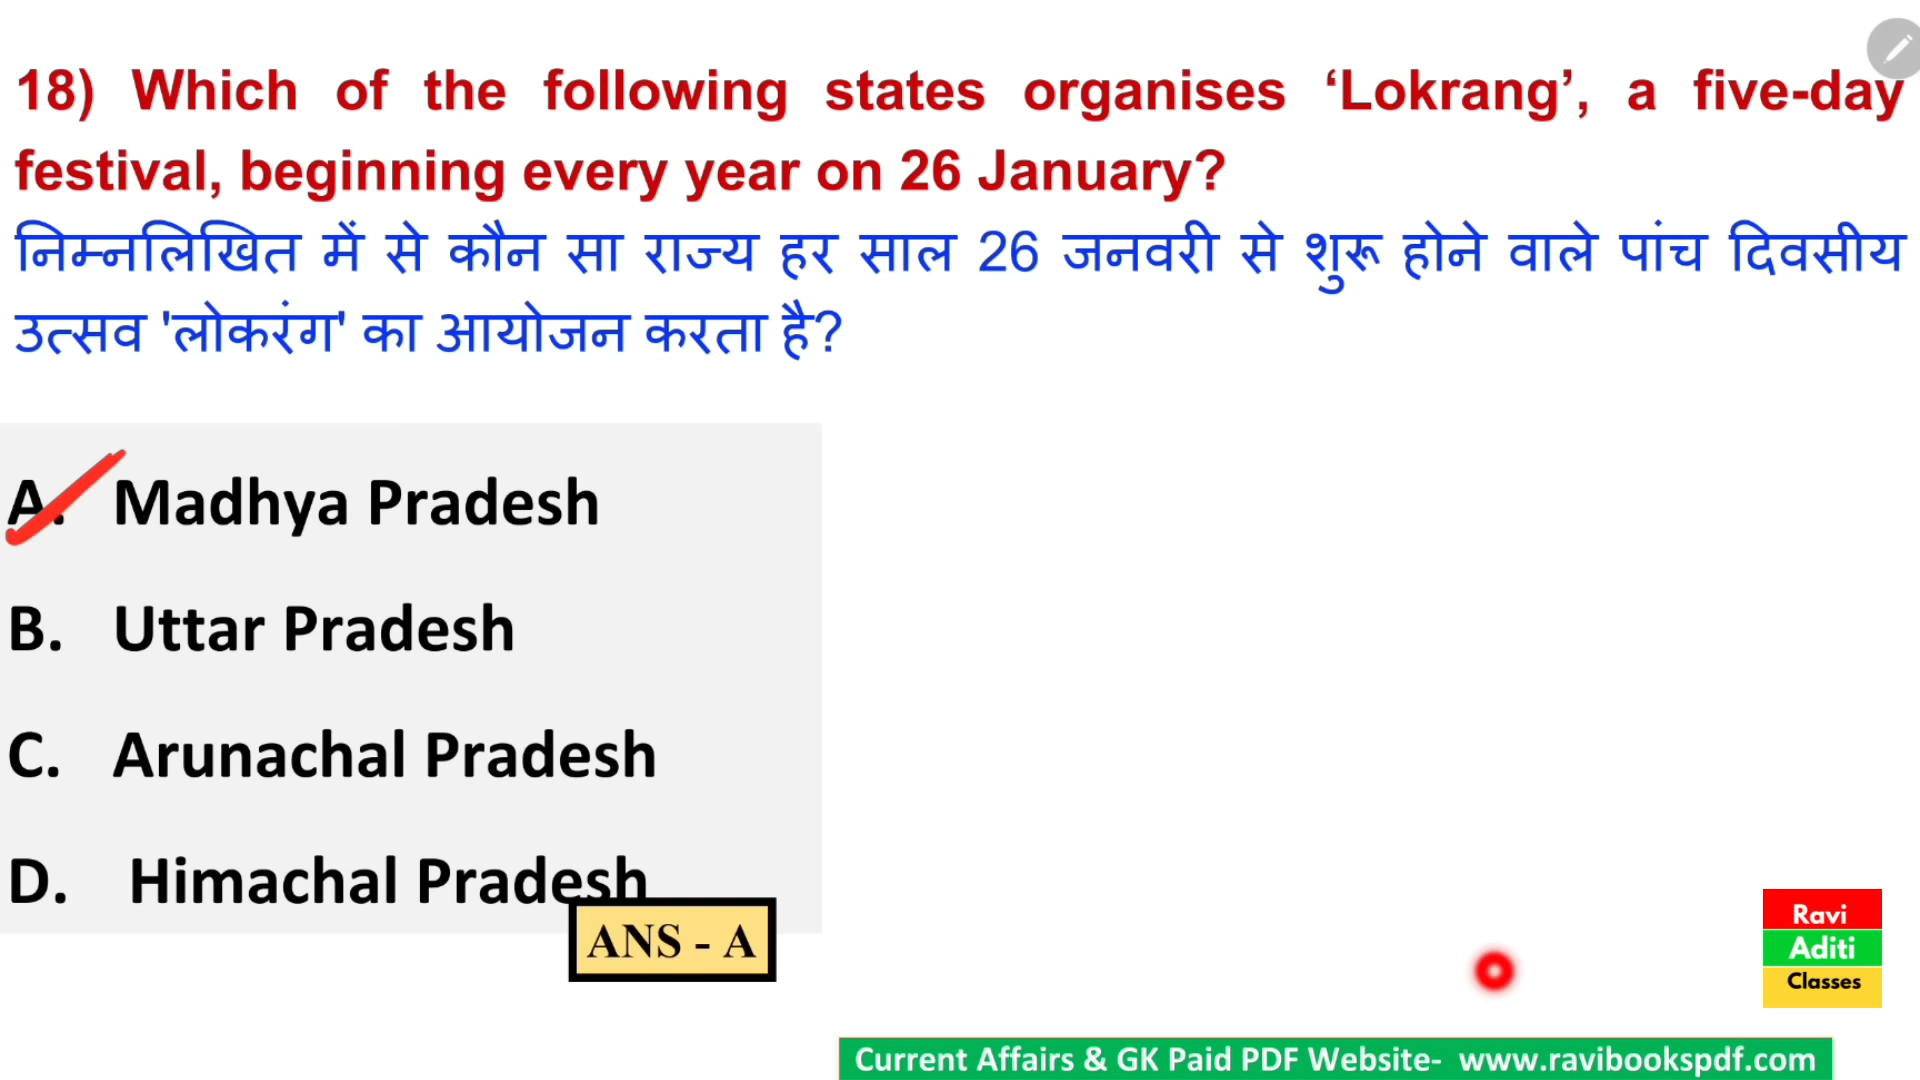 18) Which of the following states organises ‘Lokrang’, a five-day
festival, beginning every year on 26 January?
निम्नलिखित में से कौन सा राज्य हर साल 26 जनवरी से शुरू होने वाले पांच दिवसीय
उत्सव 'लोकरंग' का आयोजन करता है?
A. Madhya Pradesh
B. Uttar Pradesh
C. Arunachal Pradesh
D. Himachal Pradesh
ANS - A
Ravi
Aditi
Classes
Current Affairs & GK Paid PDF Website- www.ravibookspdf.com